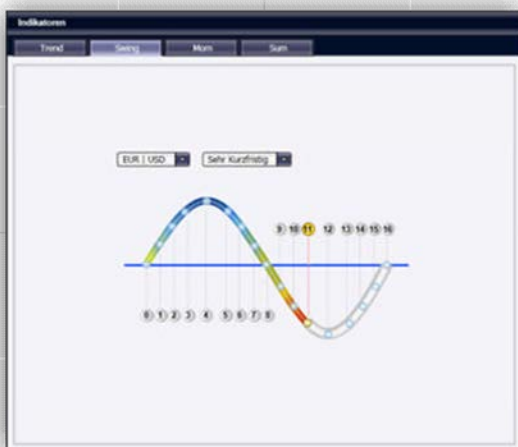 Indikatoren
Trend Swing Mom Sum
EUR | USD Sehr Kurzfristig
9 10 11 12 13 14 15 16
0 1 2 3 4 5 6 7 8